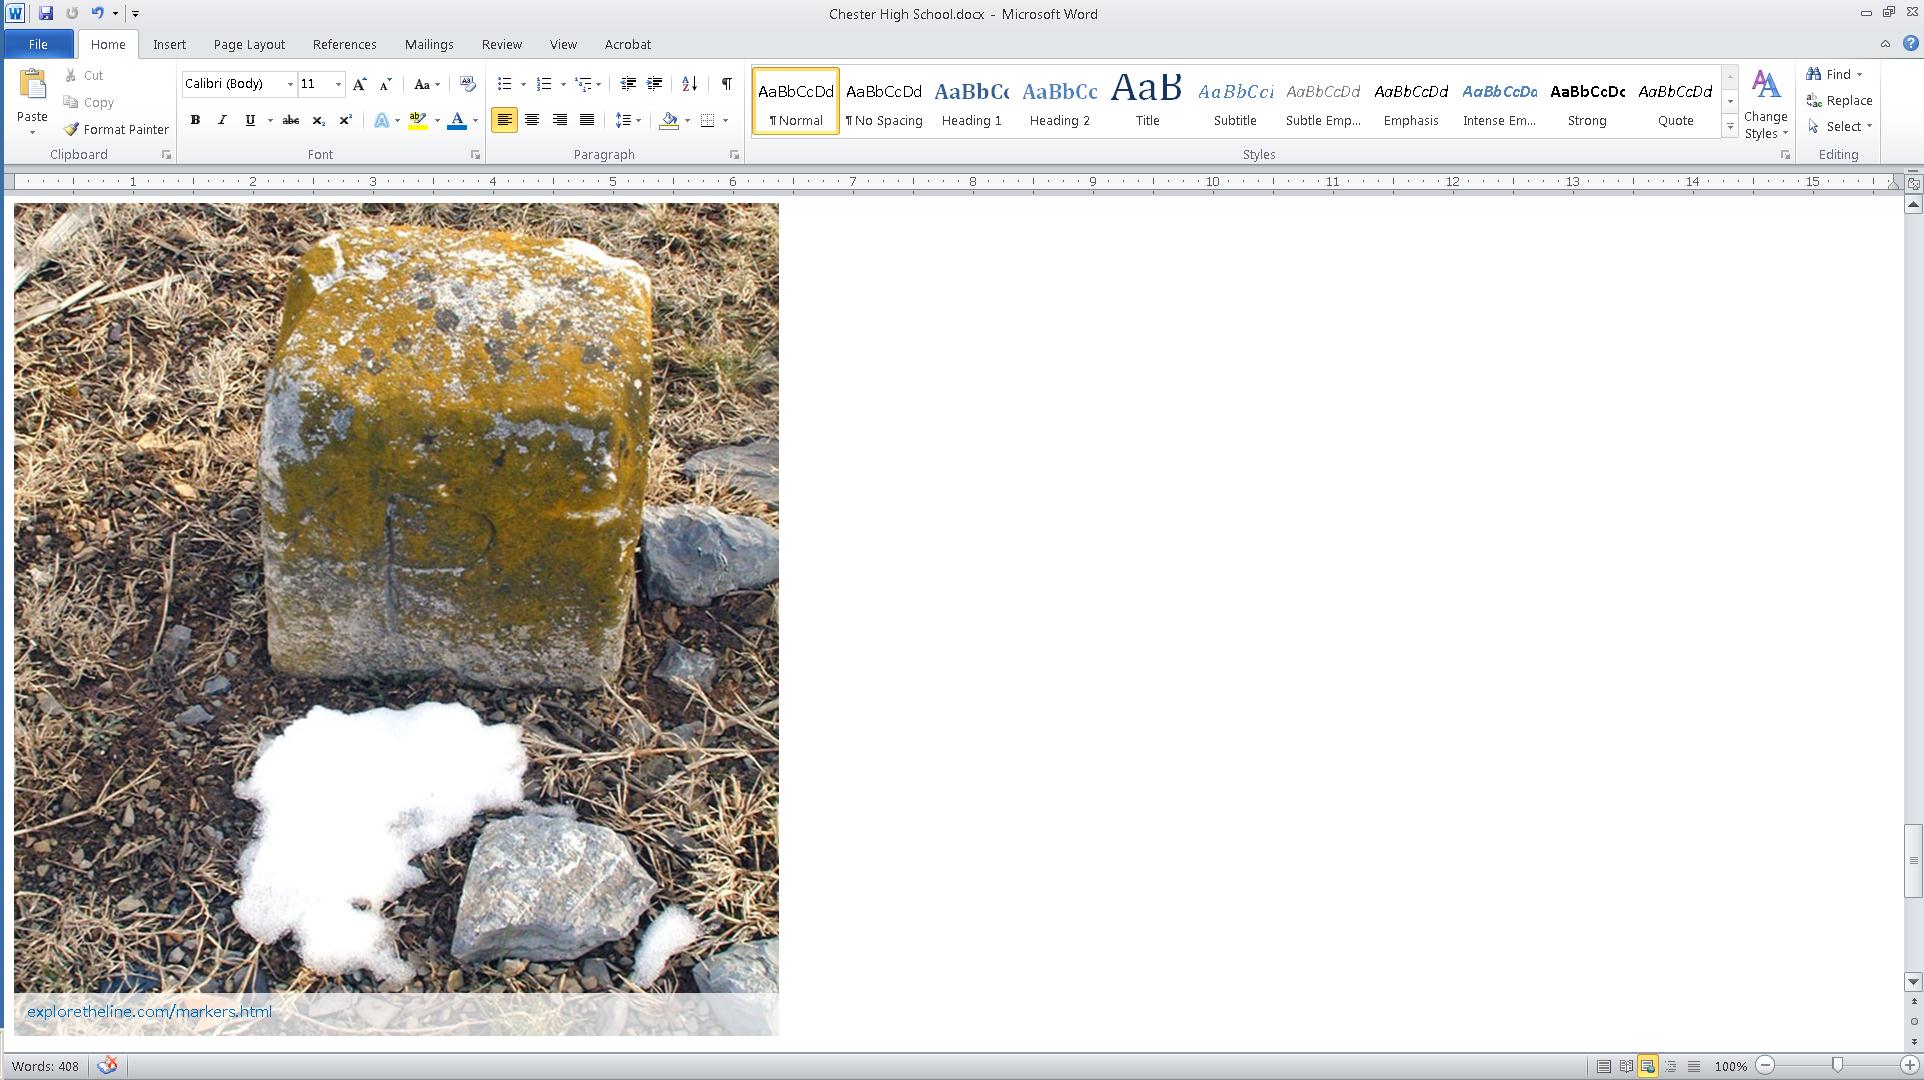 Chester High School.docx - Microsoft Word
File Home Insert Page Layout References Mailings Review View Acrobat
Cut
Copy
Format Painter
Paste
Clipboard
Calibri (Body) 11
Font
Paragraph
AaBbCcDd AaBbCcDd AaBbCc AaBbCc AaB AaBbCcI AaBbCcDd AaBbCcDd AaBbCcDa AaBbCcDc AaBbCcDd
¶ Normal ¶ No Spacing Heading 1 Heading 2 Title Subtitle Subtle Emp... Emphasis Intense Em... Strong Quote
Change Styles
Styles
Find
Replace
Select
Editing
1 2 3 4 5 6 7 8 9 10 11 12 13 14 15
P
exploretheline.com/markers.html
Words: 408
100%